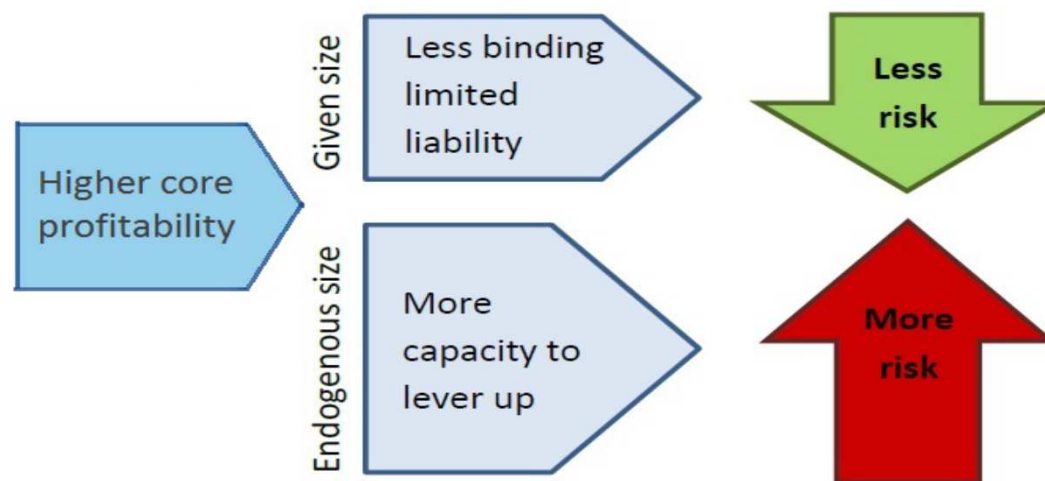 Higher core
profitability
Given size
Less binding
limited
liability
Less
risk
Endogenous size
More
capacity to
lever up
More
risk